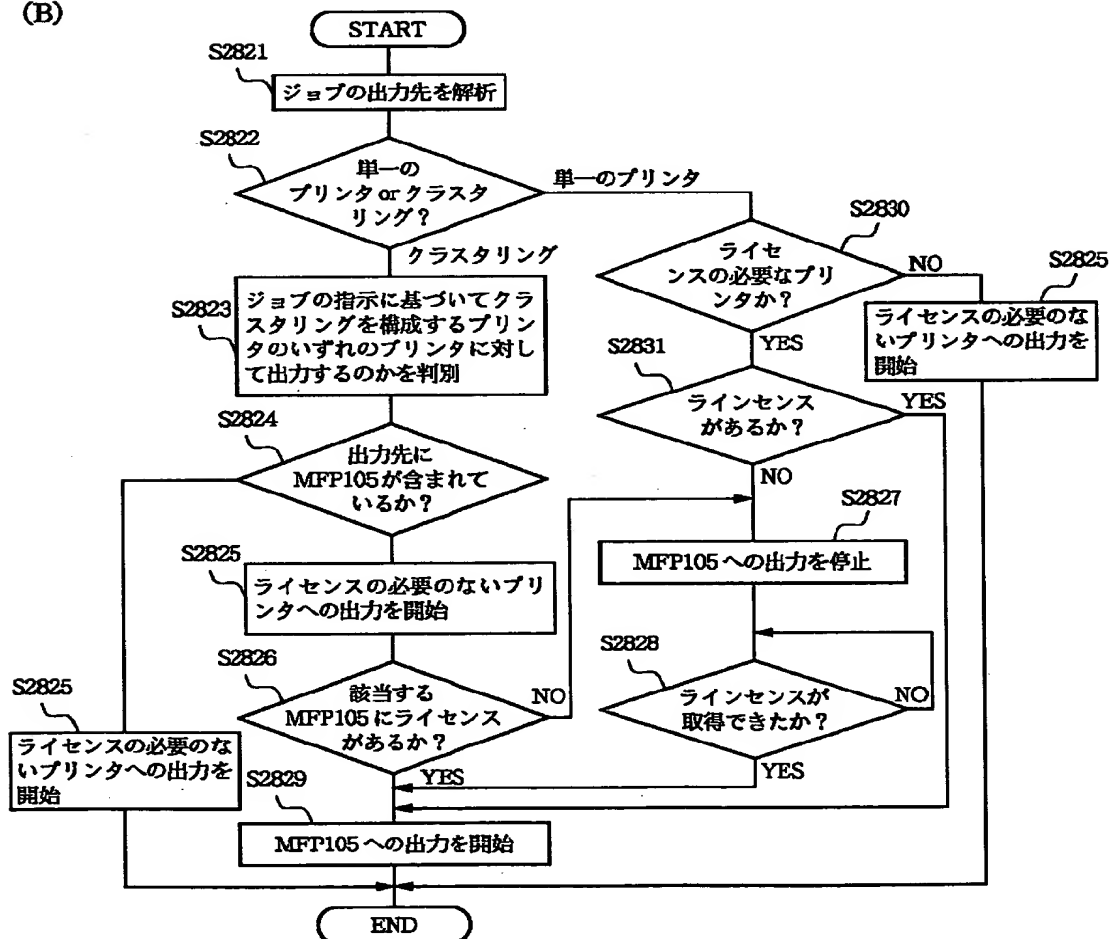 (B)
START
S2821
ジョブの出力先を解析
S2822
単一の
プリンタ or クラスタ
リング？
単一のプリンタ
クラスタリング
S2823
ジョブの指示に基づいてクラ
スタリングを構成するプリン
タのいずれのプリンタに対し
て出力するのかを判別
S2830
ライセ
ンスの必要なプリ
ンタか？
NO
YES
S2825
ライセンスの必要のな
いプリンタへの出力を
開始
S2831
ラインセンス
があるか？
YES
NO
S2824
出力先に
MFP105が含まれて
いるか？
S2827
MFP105への出力を停止
S2825
ライセンスの必要のないプリ
ンタへの出力を開始
S2826
該当する
MFP105にライセンス
があるか？
NO
YES
S2828
ラインセンスが
取得できたか？
NO
YES
S2825
ライセンスの必要のな
いプリンタへの出力を
開始
S2829
MFP105への出力を開始
END